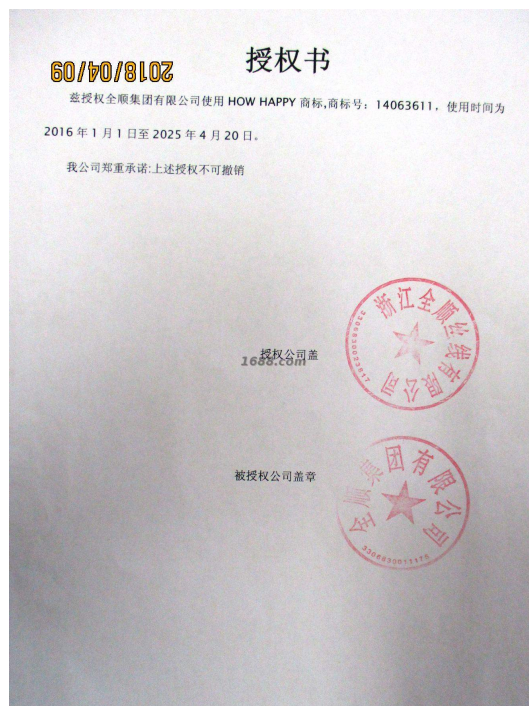 2018/04/09
授权书
兹授权全顺集团有限公司使用 HOW HAPPY 商标,商标号：14063611，使用时间为
2016 年 1 月 1 日至 2025 年 4 月 20 日。
我公司郑重承诺:上述授权不可撤销
浙江全顺纱线有限公司
授权公司盖
1688.com
被授权公司盖章
全顺集团有限公司